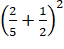 (2/5 + 1/2)²